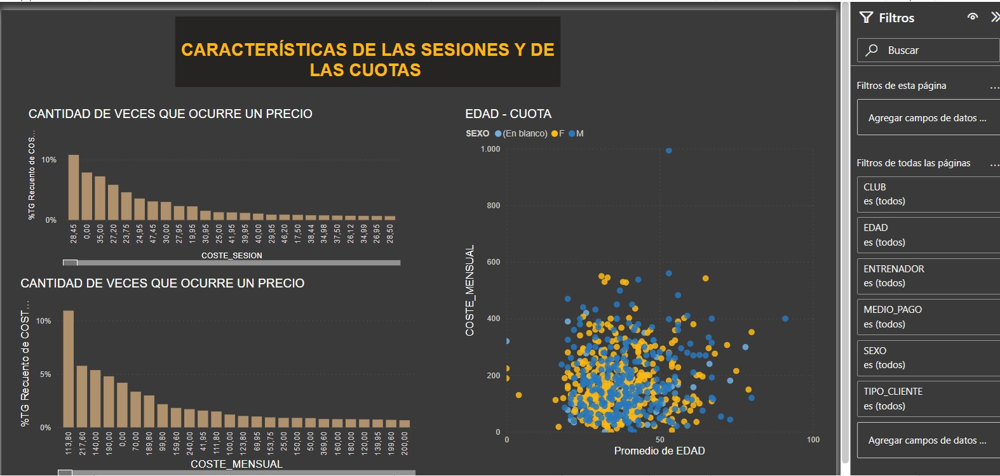 CARACTERÍSTICAS DE LAS SESIONES Y DE
LAS CUOTAS
CANTIDAD DE VECES QUE OCURRE UN PRECIO
%TG Recuento de COS...
10%
0%
28,45
0,00
35,00
27,20
23,75
24,95
47,45
30,00
27,95
19,95
30,95
25,00
41,95
39,95
40,00
29,95
46,20
17,50
38,44
34,98
37,50
26,12
34,99
26,95
28,50
COSTE_SESION
CANTIDAD DE VECES QUE OCURRE UN PRECIO
%TG Recuento de COST...
10%
5%
0%
113,80
217,60
140,00
190,00
0,00
70,00
189,80
99,80
159,60
240,00
41,95
111,80
100,00
123,80
69,95
153,75
25,00
150,00
50,00
369,60
160,00
180,00
120,00
139,95
199,60
200,00
COSTE_MENSUAL
EDAD - CUOTA
SEXO (En blanco) F M
COSTE_MENSUAL
1.000
800
600
400
200
0
0 50 100
Promedio de EDAD
Filtros
Buscar
Filtros de esta página ...
Agregar campos de datos ...
Filtros de todas las páginas ...
CLUB
es (todos)
EDAD
es (todos)
ENTRENADOR
es (todos)
MEDIO_PAGO
es (todos)
SEXO
es (todos)
TIPO_CLIENTE
es (todos)
Agregar campos de datos ...